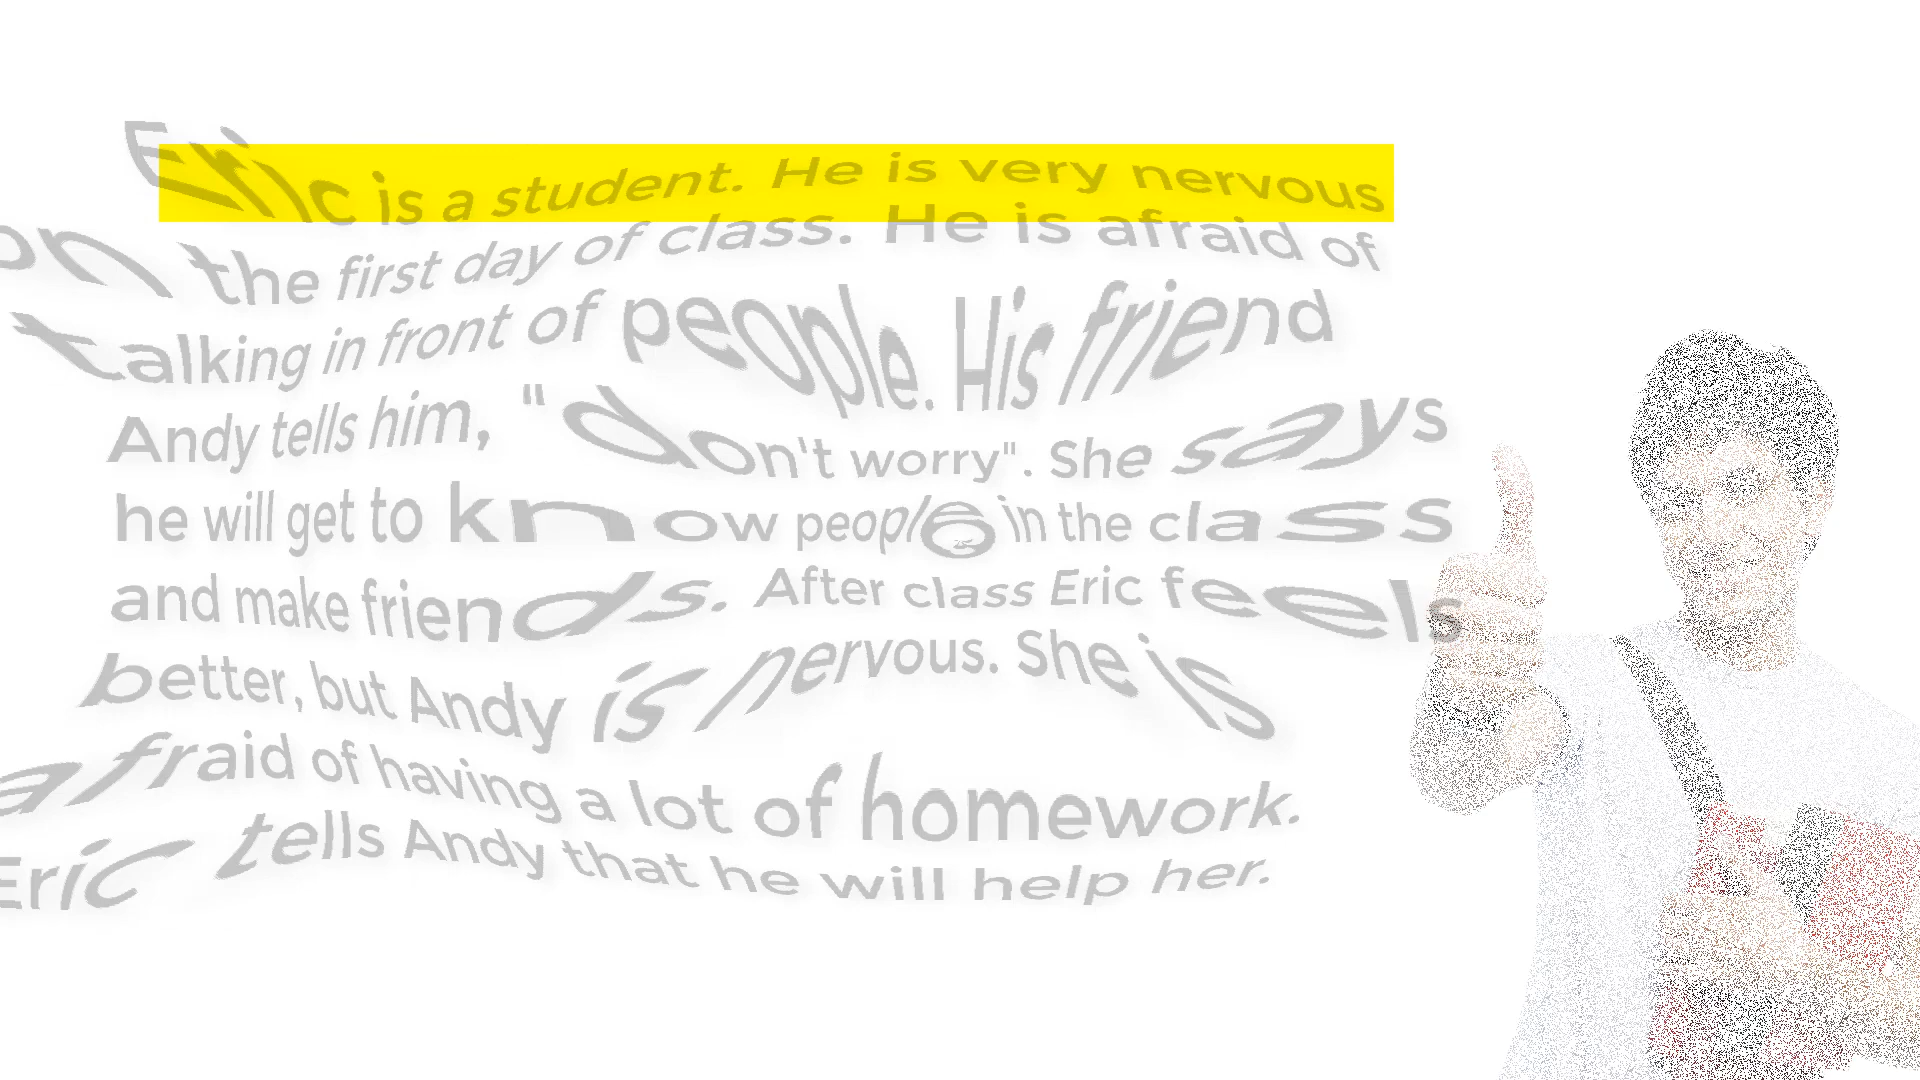 Eric is a student. He is very nervous
on the first day of class. He is afraid of
talking in front of people. His friend
Andy tells him, "don't worry". She says
he will get to know people in the class
and make friends. After class Eric feels
better, but Andy is nervous. She is
afraid of having a lot of homework.
Eric tells Andy that he will help her.